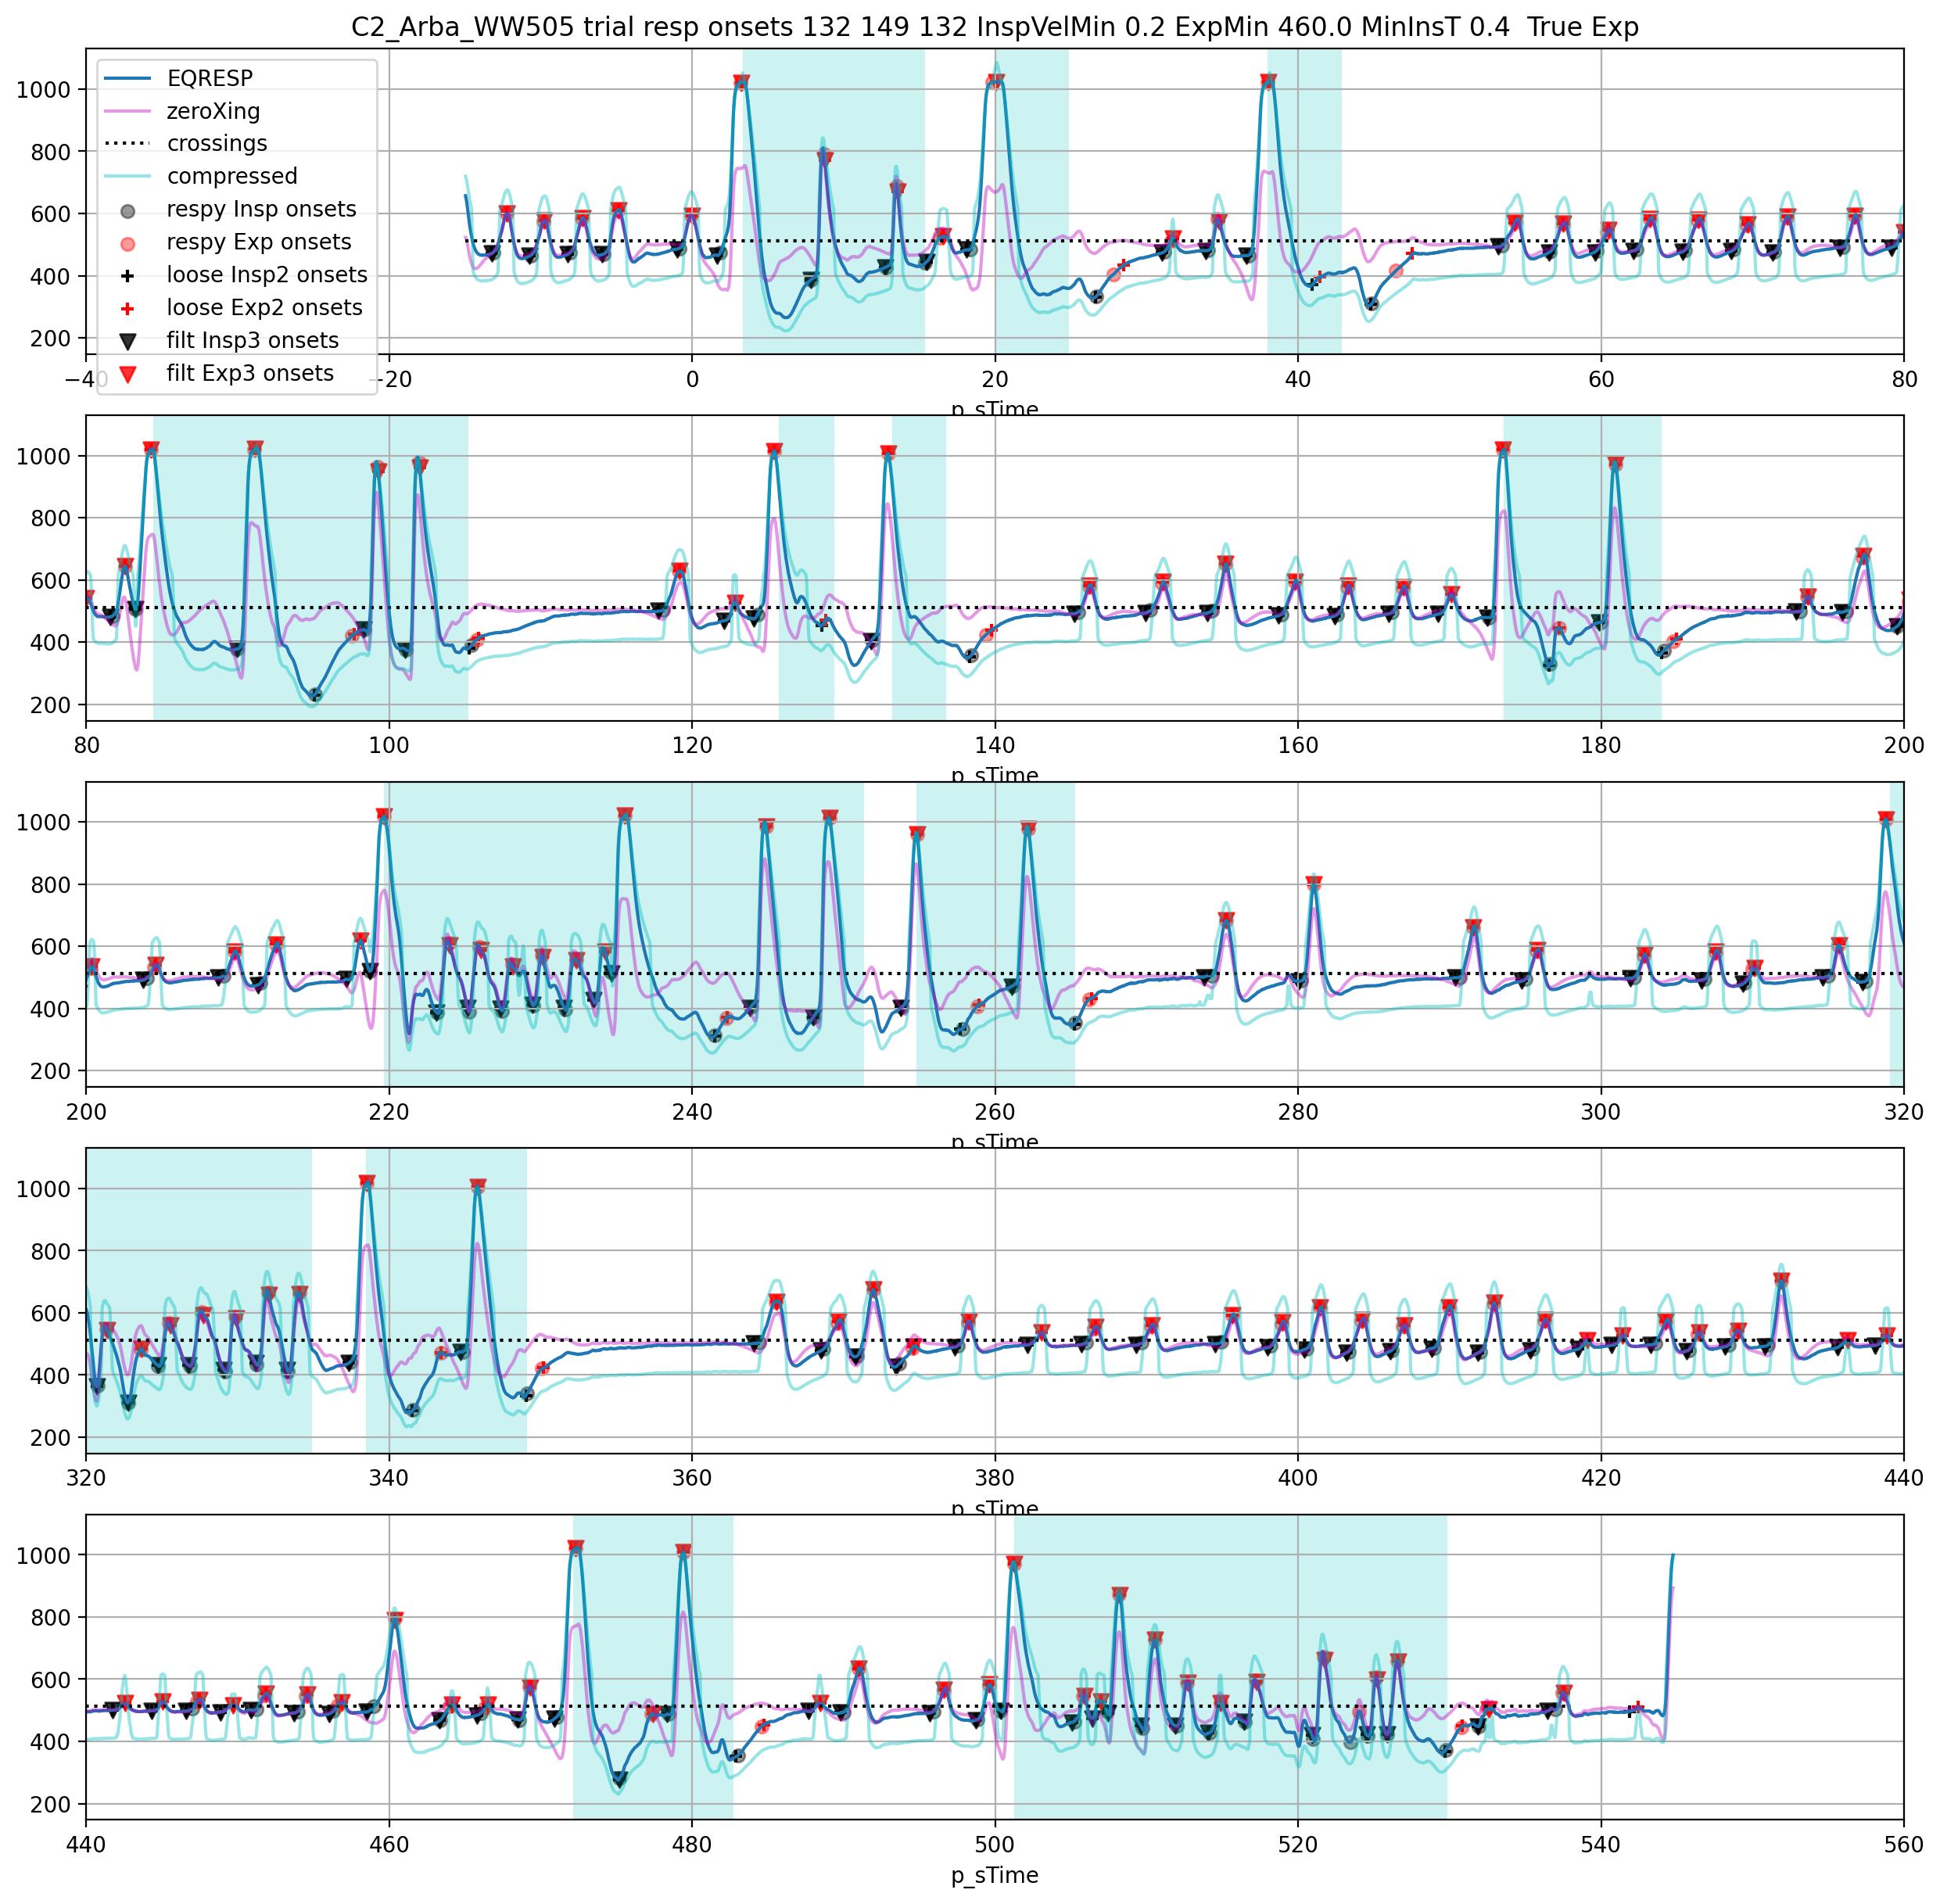 C2_Arba_WW505 trial resp onsets 132 149 132 InspVelMin 0.2 ExpMin 460.0 MinInsT 0.4  True Exp
EQRESP
zeroXing
crossings
compressed
respy Insp onsets
respy Exp onsets
loose Insp2 onsets
loose Exp2 onsets
filt Insp3 onsets
filt Exp3 onsets
1000
800
600
400
200
−40 −20 0 20 40 60 80
p_sTime
1000
800
600
400
200
80 100 120 140 160 180 200
p_sTime
1000
800
600
400
200
200 220 240 260 280 300 320
p_sTime
1000
800
600
400
200
320 340 360 380 400 420 440
p_sTime
1000
800
600
400
200
440 460 480 500 520 540 560
p_sTime